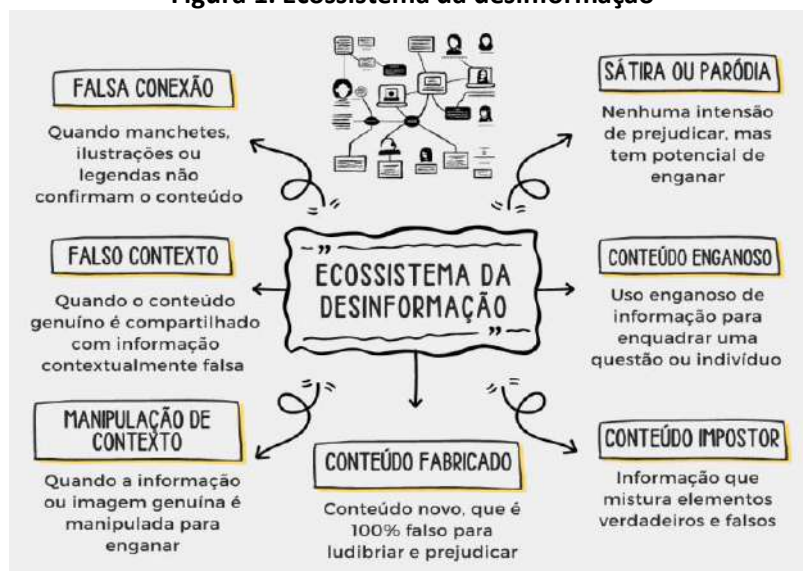 Figura 1. Ecossistema da desinformação
FALSA CONEXÃO
Quando manchetes,
ilustrações ou
legendas não
confirmam o conteúdo
FALSO CONTEXTO
Quando o conteúdo
genuíno é compartilhado
com informação
contextualmente falsa
MANIPULAÇÃO DE
CONTEXTO
Quando a informação
ou imagem genuína é
manipulada para
enganar
ECOSSISTEMA DA
DESINFORMAÇÃO
CONTEÚDO FABRICADO
Conteúdo novo, que é
100% falso para
ludibriar e prejudicar
SÁTIRA OU PARÓDIA
Nenhuma intensão
de prejudicar, mas
tem potencial de
enganar
CONTEÚDO ENGANOSO
Uso enganoso de
informação para
enquadrar uma
questão ou indivíduo
CONTEÚDO IMPOSTOR
Informação que
mistura elementos
verdadeiros e falsos